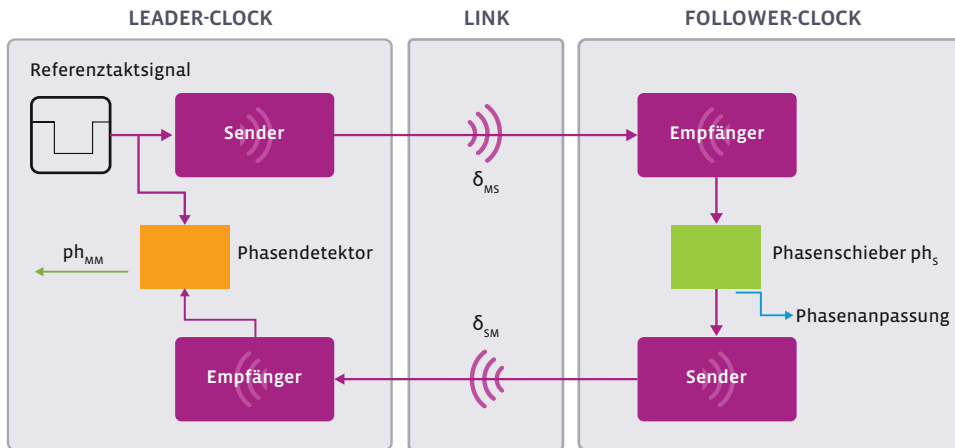 LEADER-CLOCK
LINK
FOLLOWER-CLOCK
Referenztaktsignal
Sender
Empfänger
δMS
phMM
Phasendetektor
Phasenschieber phS
Phasenanpassung
δSM
Empfänger
Sender